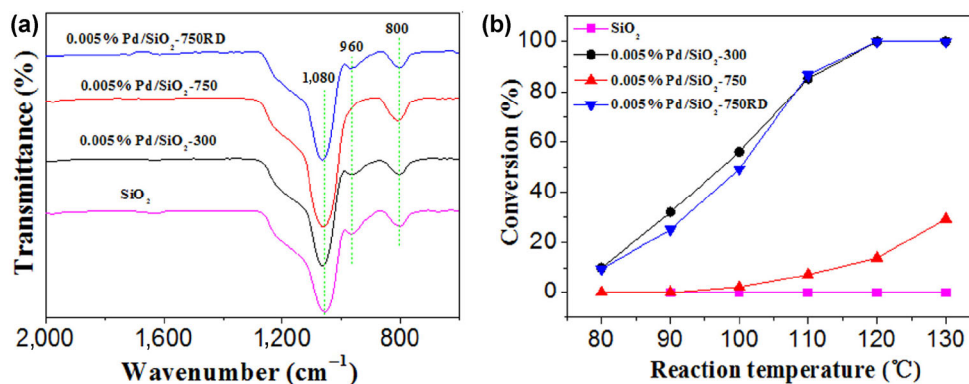 (a)
0.005% Pd/SiO₂-750RD
960
800
1,080
0.005% Pd/SiO₂-750
0.005% Pd/SiO₂-300
SiO₂
Transmittance (%)
2,000 1,600 1,200 800
Wavenumber (cm⁻¹)
(b)
SiO₂
0.005% Pd/SiO₂-300
0.005% Pd/SiO₂-750
0.005% Pd/SiO₂-750RD
100
80
60
40
20
0
Conversion (%)
80 90 100 110 120 130
Reaction temperature (℃)